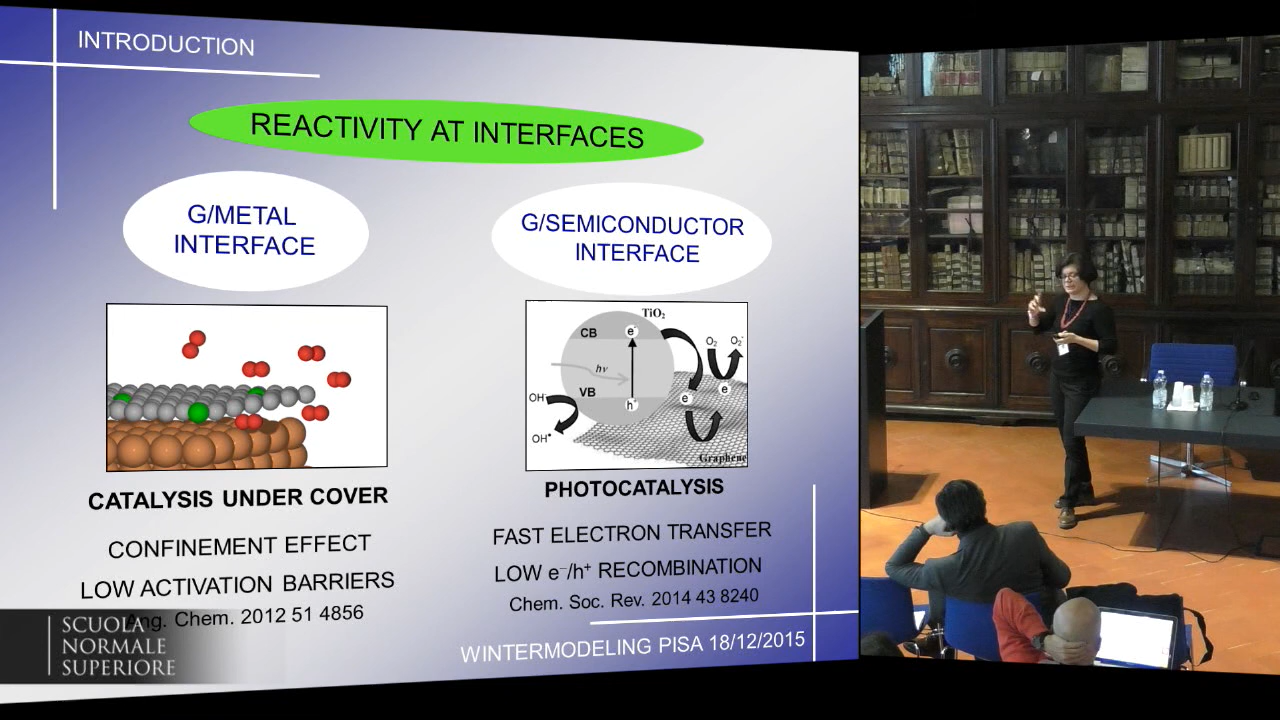 INTRODUCTION
REACTIVITY AT INTERFACES
G/METAL
INTERFACE
G/SEMICONDUCTOR
INTERFACE
TiO₂
CB
e⁻
hν
VB
h⁺
OH⁻
OH•
O₂
O₂⁻
e⁻
e⁻
Graphene
CATALYSIS UNDER COVER
CONFINEMENT EFFECT
LOW ACTIVATION BARRIERS
Ang. Chem. 2012 51 4856
PHOTOCATALYSIS
FAST ELECTRON TRANSFER
LOW e⁻/h⁺ RECOMBINATION
Chem. Soc. Rev. 2014 43 8240
WINTERMODELING PISA 18/12/2015
SCUOLA
NORMALE
SUPERIORE